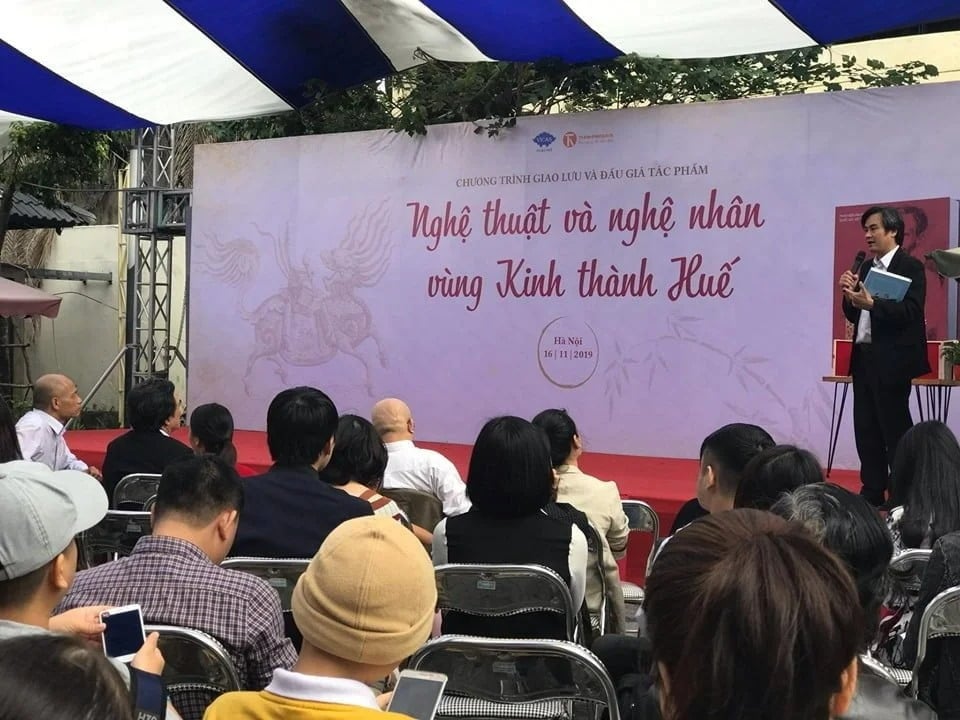 CHƯƠNG TRÌNH GIAO LƯU VÀ ĐẤU GIÁ TÁC PHẨM
Nghệ thuật và nghệ nhân
vùng Kinh thành Huế
Hà Nội
16 | 11 | 2019